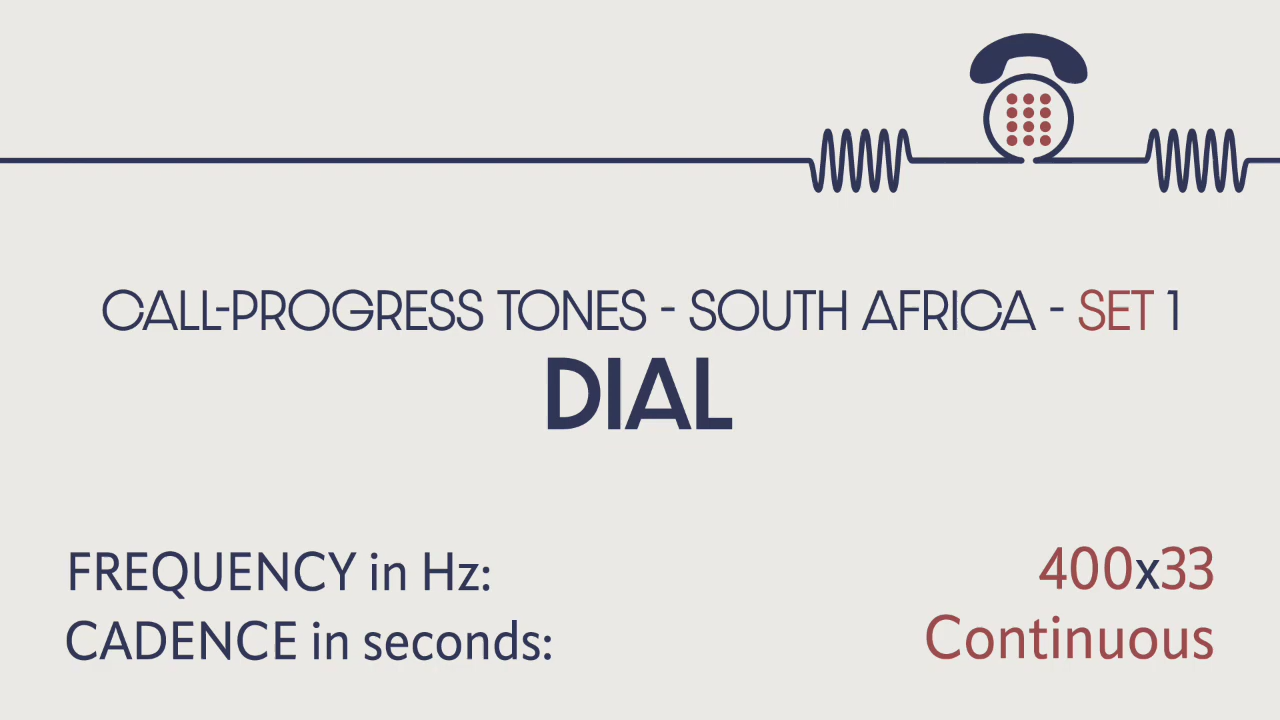 CALL-PROGRESS TONES - SOUTH AFRICA - SET 1
DIAL
FREQUENCY in Hz: 400x33
CADENCE in seconds: Continuous